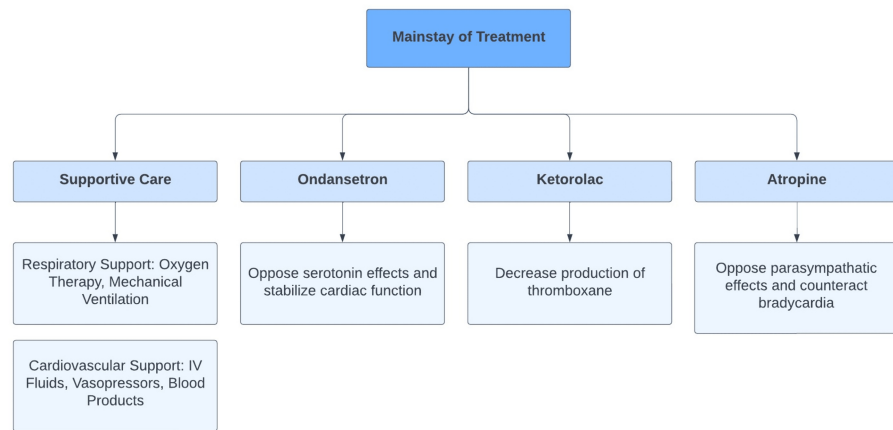 Mainstay of Treatment
Supportive Care
Ondansetron
Ketorolac
Atropine
Respiratory Support: Oxygen
Therapy, Mechanical
Ventilation
Oppose serotonin effects and
stabilize cardiac function
Decrease production of
thromboxane
Oppose parasympathatic
effects and counteract
bradycardia
Cardiovascular Support: IV
Fluids, Vasopressors, Blood
Products